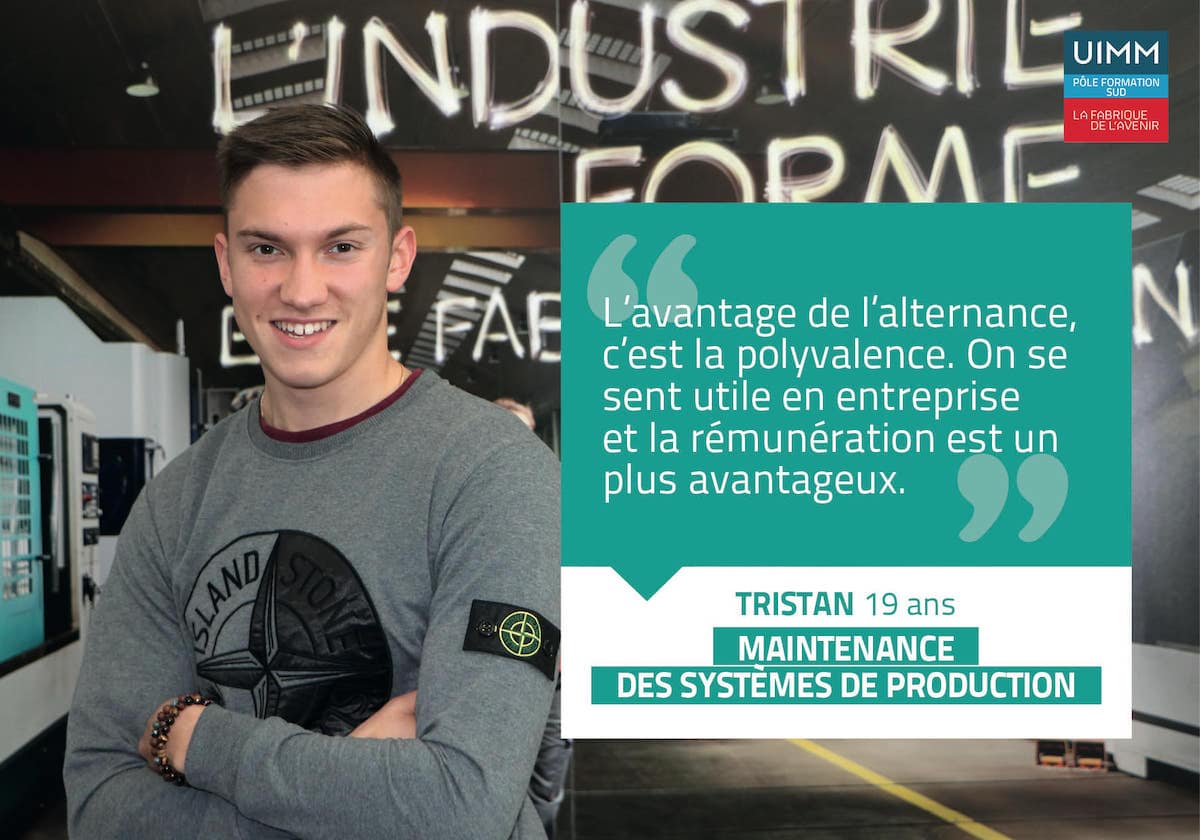 L'INDUSTRIE
FORME
FAB
UIMM
PÔLE FORMATION
SUD
LA FABRIQUE
DE L'AVENIR
L'avantage de l'alternance,
c'est la polyvalence. On se
sent utile en entreprise
et la rémunération est un
plus avantageux.
TRISTAN 19 ans
MAINTENANCE
DES SYSTÈMES DE PRODUCTION
ISLAND STONE